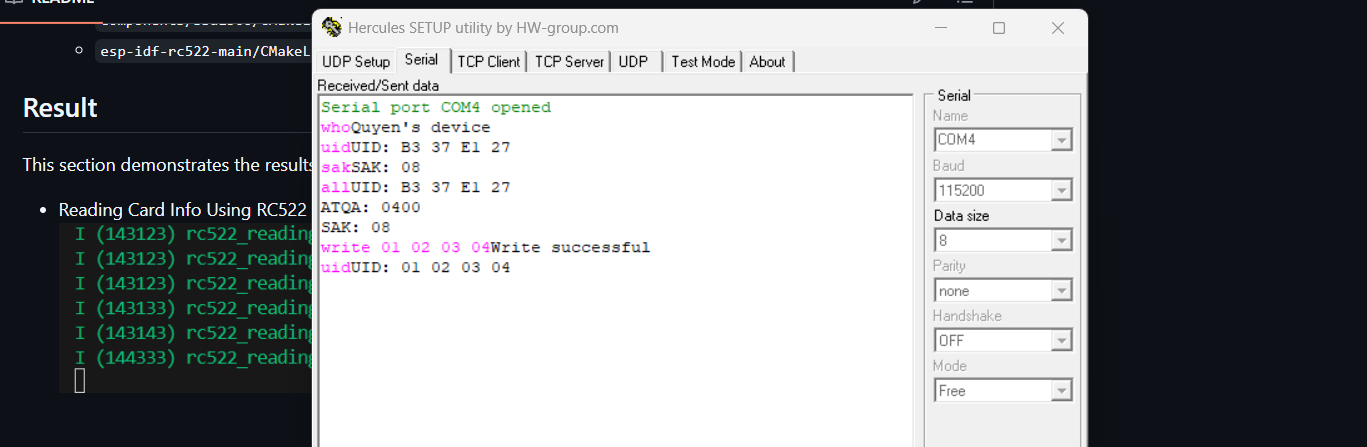 README
esp-idf-rc522-main/CMakeL
Result
This section demonstrates the results
Reading Card Info Using RC522
I (143123) rc522_reading
I (143123) rc522_reading
I (143123) rc522_reading
I (143133) rc522_reading
I (143143) rc522_reading
I (144333) rc522_reading
Hercules SETUP utility by HW-group.com
UDP Setup Serial TCP Client TCP Server UDP Test Mode About
Received/Sent data
Serial port COM4 opened
whoQuyen's device
uidUID: B3 37 E1 27
sakSAK: 08
allUID: B3 37 E1 27
ATQA: 0400
SAK: 08
write 01 02 03 04Write successful
uidUID: 01 02 03 04
Serial
Name
COM4
Baud
115200
Data size
8
Parity
none
Handshake
OFF
Mode
Free